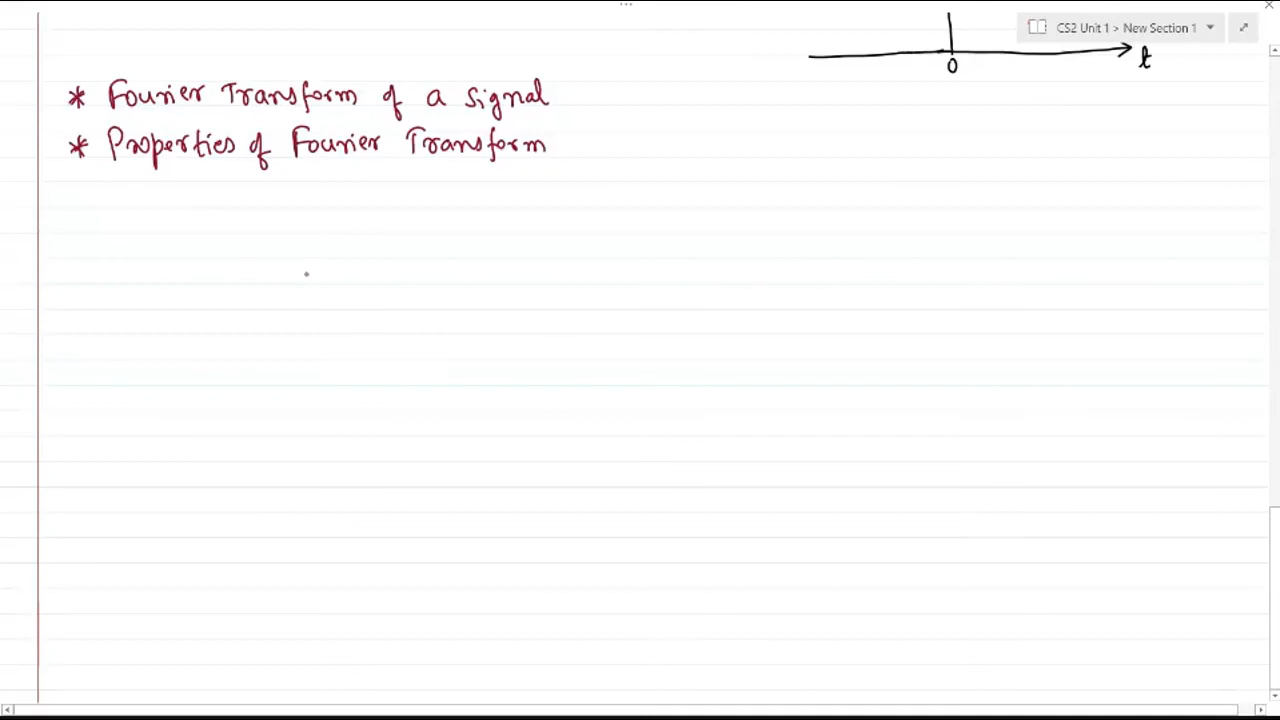 CS2 Unit 1 > New Section 1
0
t
* Fourier Transform of a Signal
* Properties of Fourier Transform